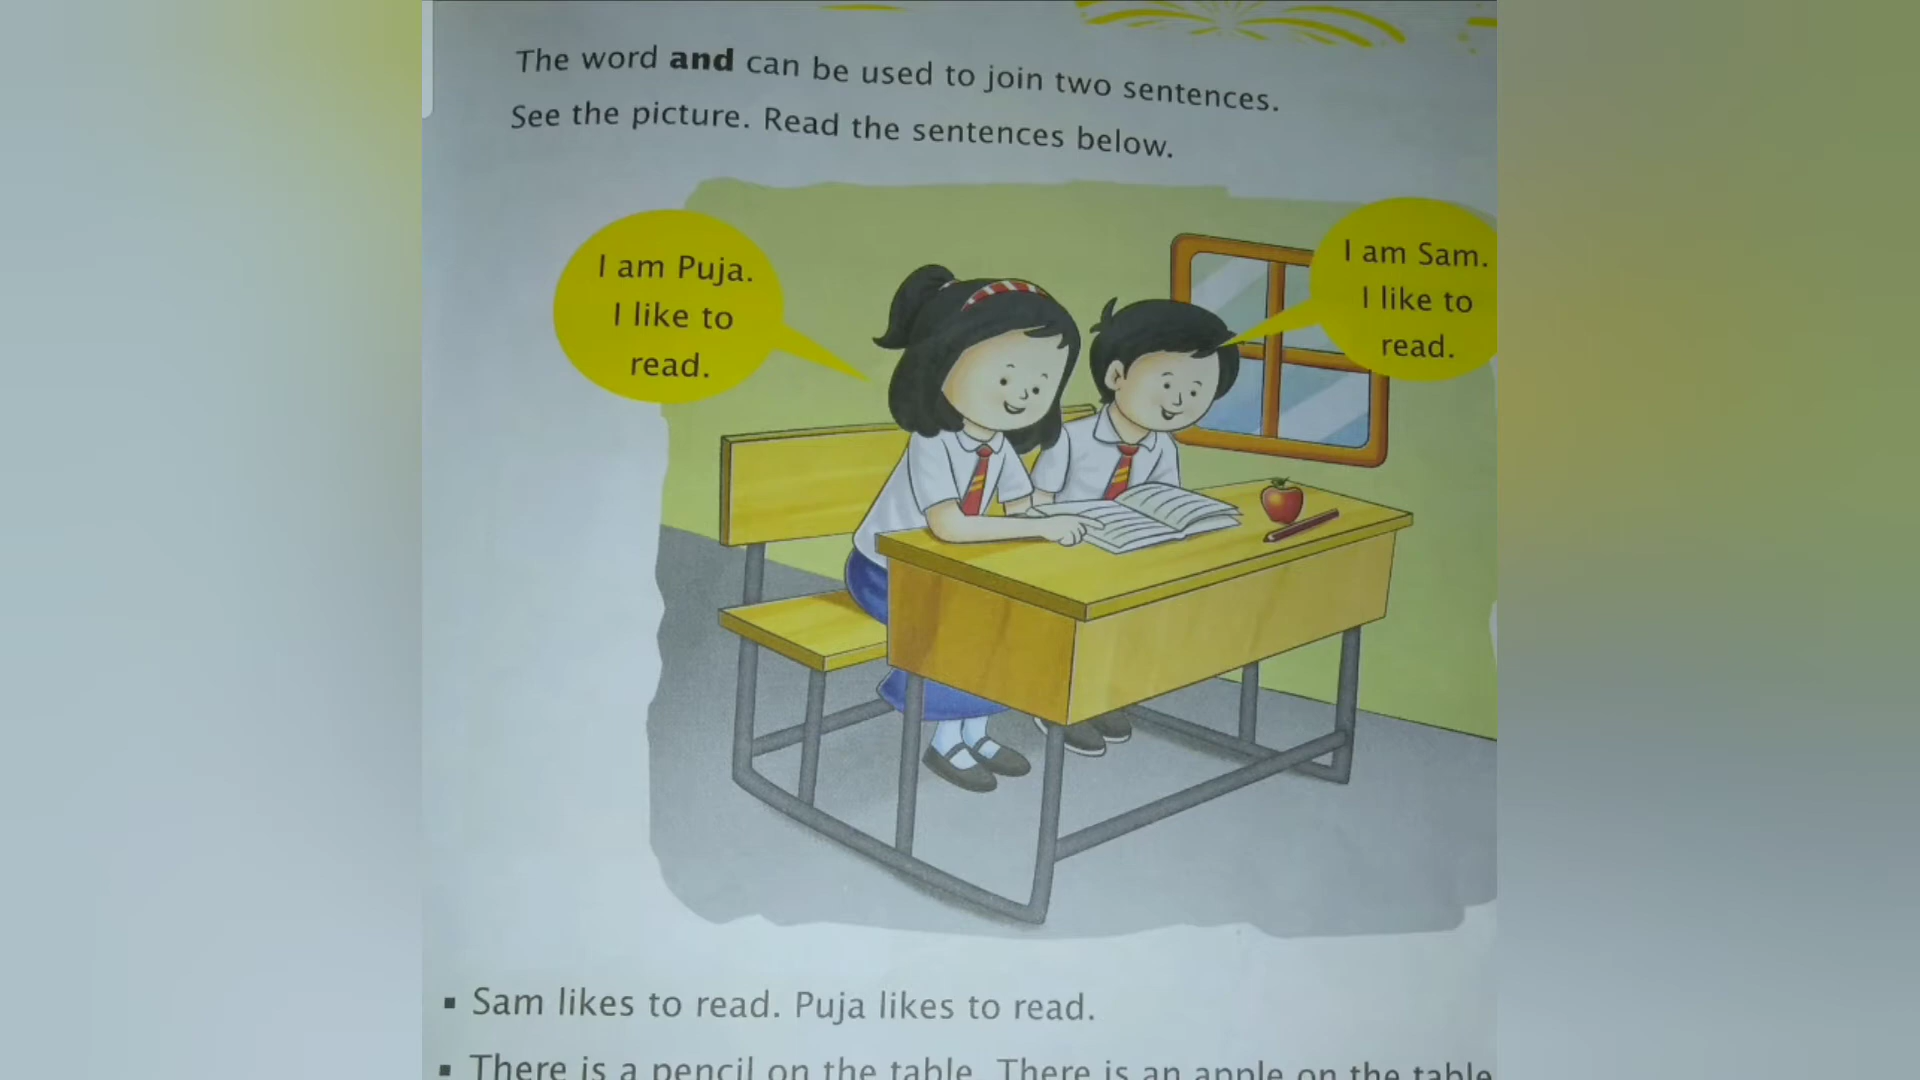 The word and can be used to join two sentences.
See the picture. Read the sentences below.
I am Puja.
I like to
read.
I am Sam.
I like to
read.
▪ Sam likes to read. Puja likes to read.
▪ There is a pencil on the table. There is an apple on the table